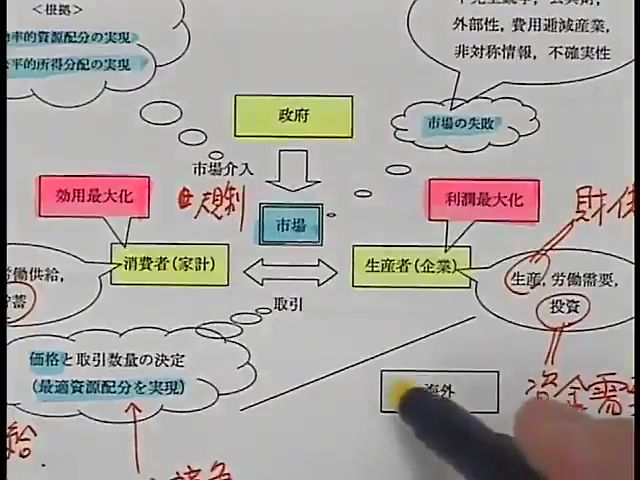 <根拠>
率的資源配分の実現
平的所得分配の実現
外部性，費用逓減産業，
非対称情報，不確実性
政府
市場の失敗
市場介入
規制
効用最大化
利潤最大化
市場
財
消費者(家計)
生産者(企業)
労働供給，
貯蓄
生産，労働需要，
投資
取引
価格と取引数量の決定
(最適資源配分を実現)
海外
資金需
給